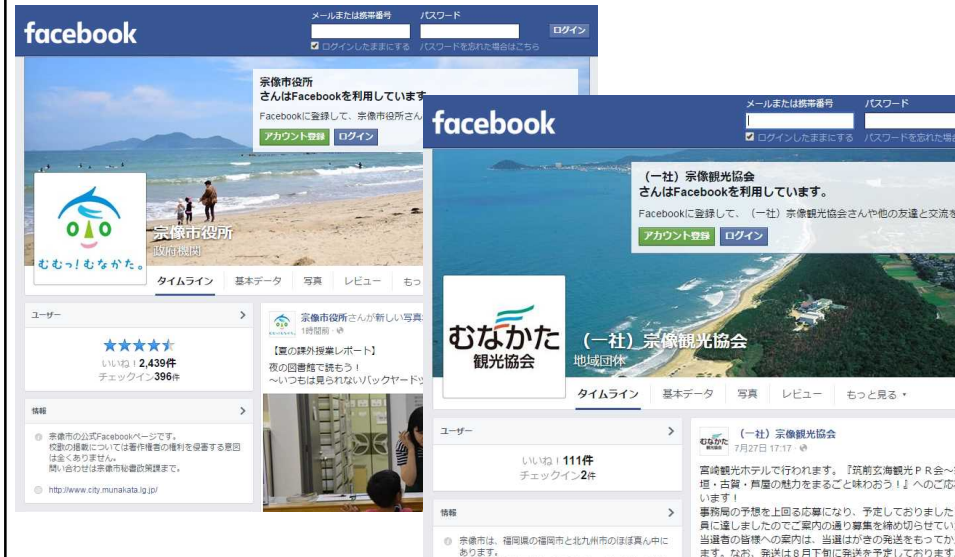 facebook
メールまたは携帯番号
パスワード
ログイン
ログインしたままにする
パスワードを忘れた場合はこちら
宗像市役所
さんはFacebookを利用しています
Facebookに登録して、宗像市役所さん
アカウント登録
ログイン
宗像市役所
政府機関
むむっ!むなかた。
タイムライン
基本データ
写真
レビュー
もっ
ユーザー
いいね!2,439件
チェックイン396件
情報
宗像市の公式Facebookページです。
校歌の掲載については著作権者の権利を侵害する意図
は全くありません。
問い合わせは宗像市秘書政策課まで。
http://www.city.munakata.lg.jp/
宗像市役所さんが新しい写真
1時間前
【夏の課外授業レポート】
夜の図書館で読もう!
～いつもは見られないバックヤードッ
facebook
メールまたは携帯番号
パスワード
ログインしたままにする
パスワードを忘れた場合
(一社)宗像観光協会
さんはFacebookを利用しています。
Facebookに登録して、(一社)宗像観光協会さんや他の友達と交流を
アカウント登録
ログイン
むなかた
観光協会
(一社)宗像観光協会
地域団体
タイムライン
基本データ
写真
レビュー
もっと見る
ユーザー
いいね!111件
チェックイン2件
情報
宗像市は、福岡県の福岡市と北九州市のほぼ真ん中に
あります。
むなかた
観光協会
(一社)宗像観光協会
7月27日 17:17
宮崎観光ホテルで行われます。『筑前玄海観光PR会～
垣・古賀・芦屋の魅力をまるごと味わおう!』へのご応
います!
事務局の予想を上回る応募になり、予定しておりました
員に達しましたのでご案内の通り募集を締め切らせてい
当選者の皆様への案内は、当選はがきの発送をもってか
ます。なお、発送は8月下旬に発送を予定しております